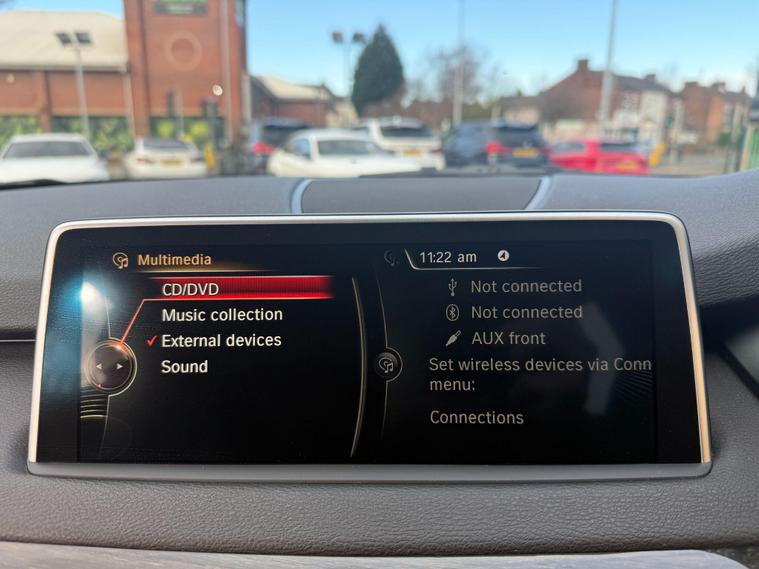 Multimedia
11:22 am
CD/DVD
Music collection
External devices
Sound
Not connected
Not connected
AUX front
Set wireless devices via Conn
menu:
Connections